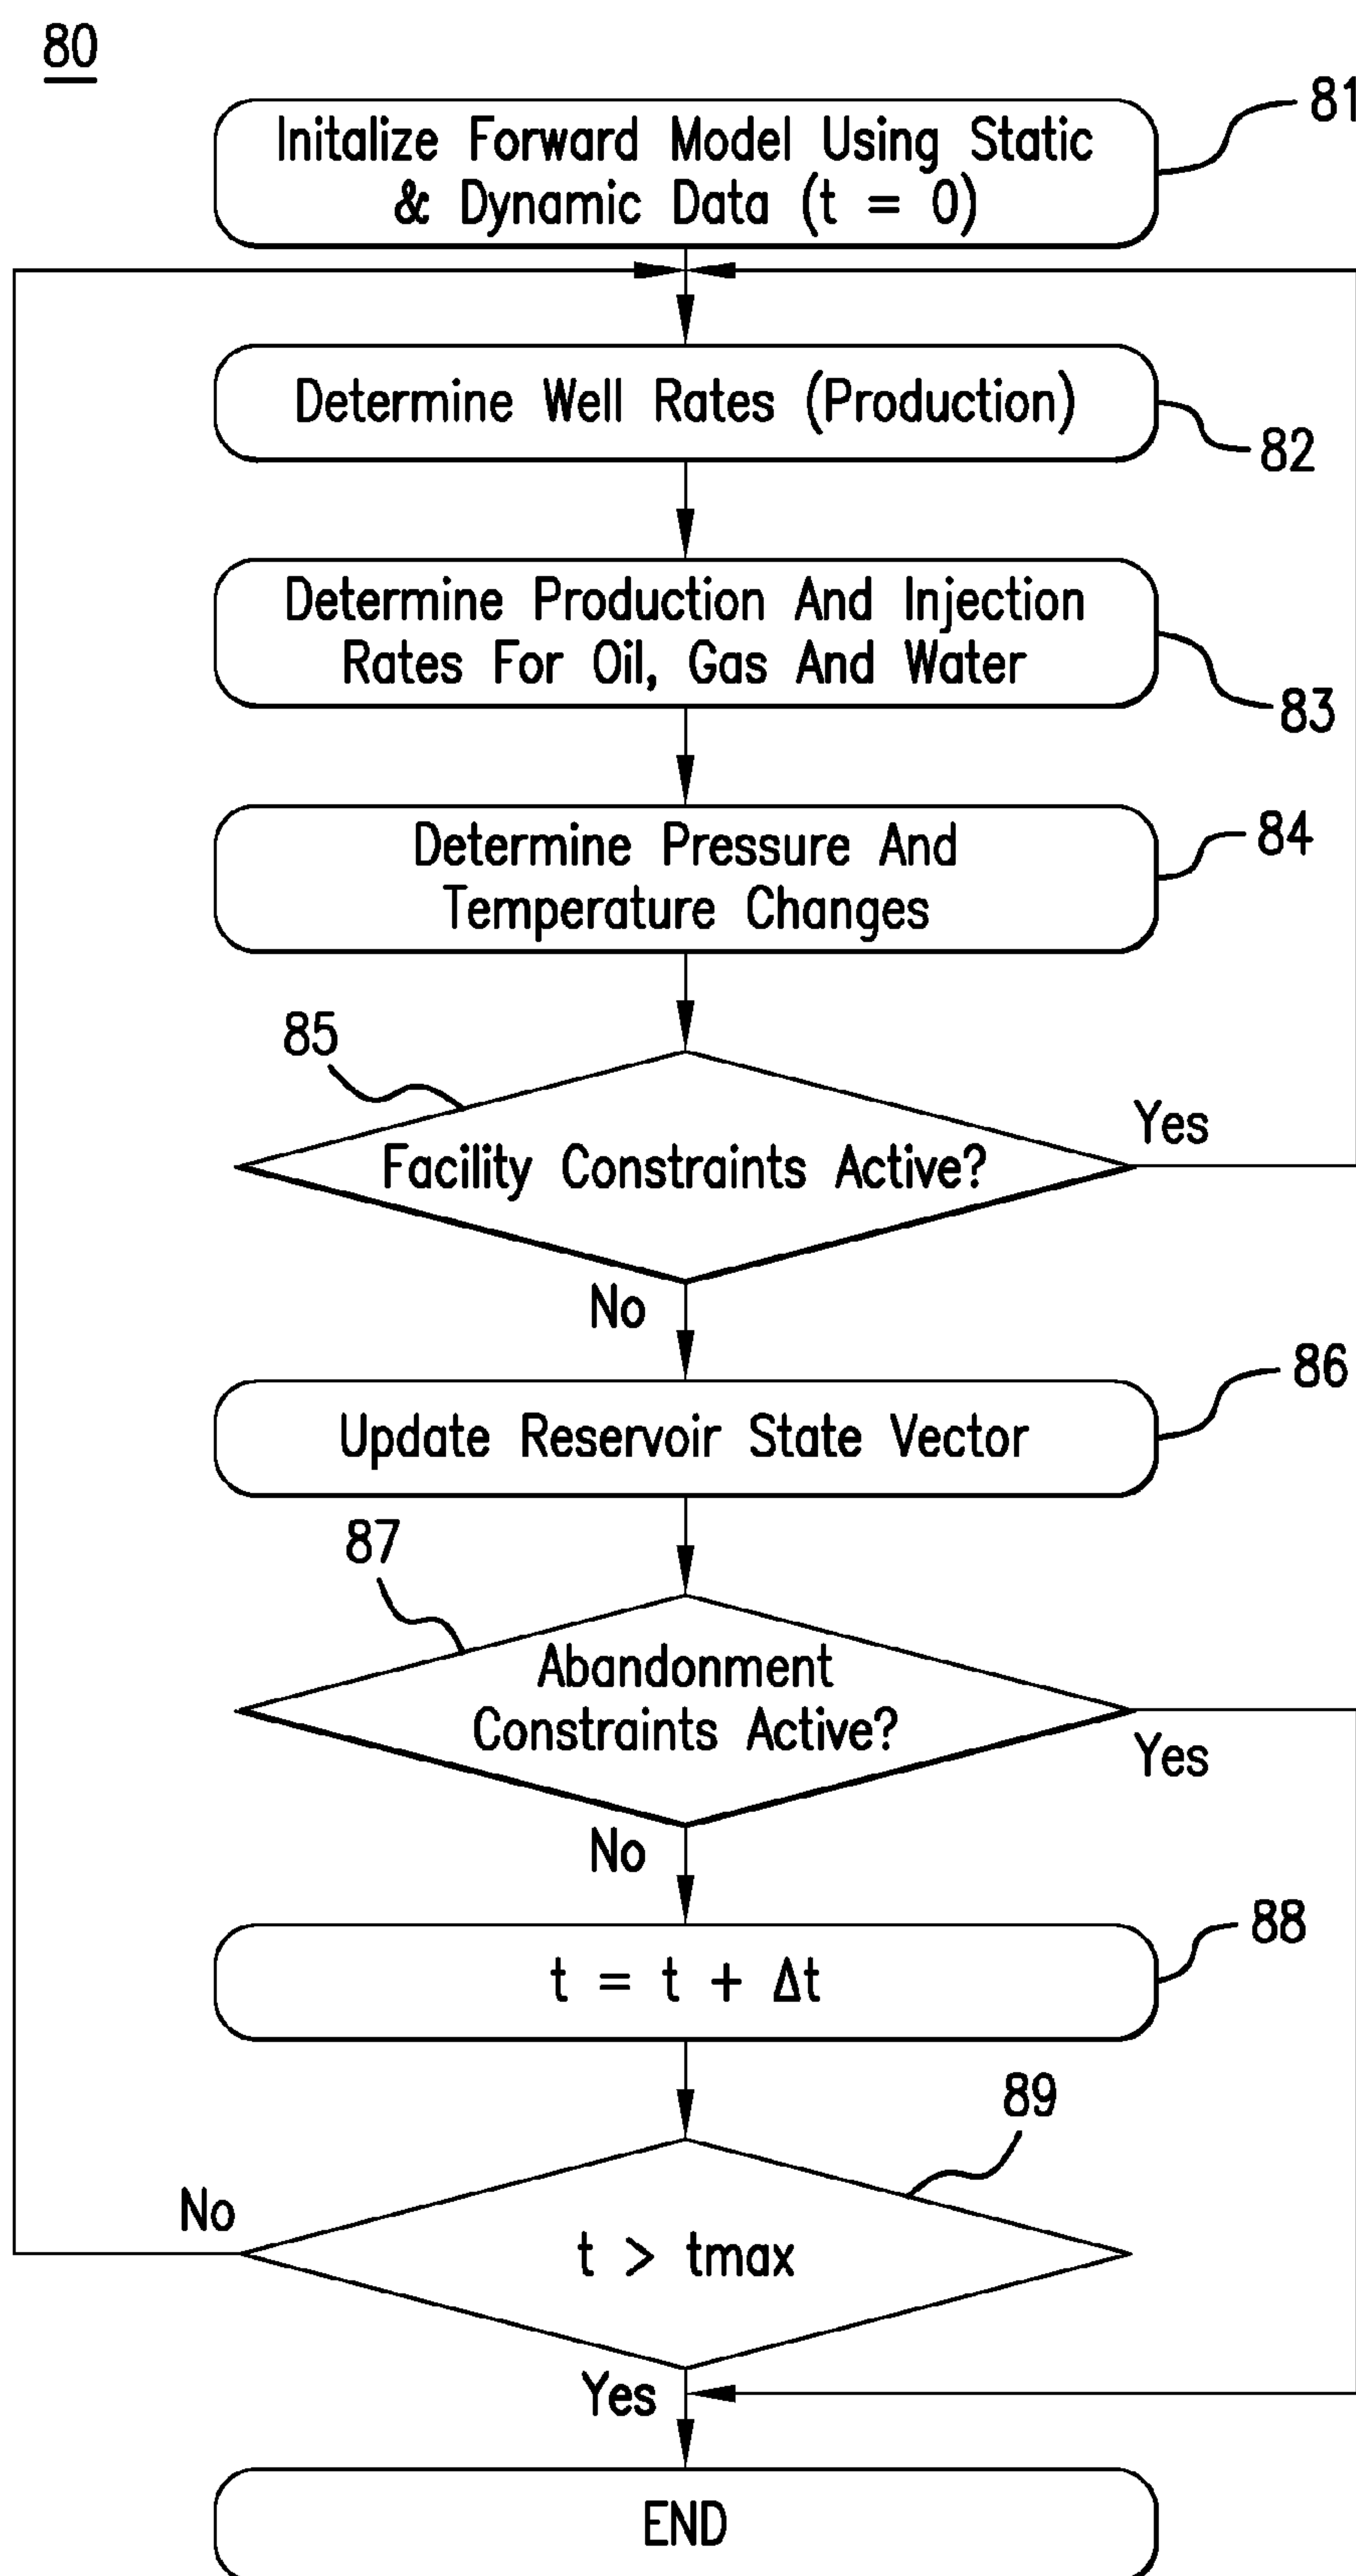 80
81
Initalize Forward Model Using Static
& Dynamic Data (t = 0)
Determine Well Rates (Production)
82
Determine Production And Injection
Rates For Oil, Gas And Water
83
Determine Pressure And
Temperature Changes
84
85
Facility Constraints Active?
Yes
No
86
Update Reservoir State Vector
87
Abandonment
Constraints Active?
Yes
No
88
t = t + Δt
89
No
t > tmax
Yes
END